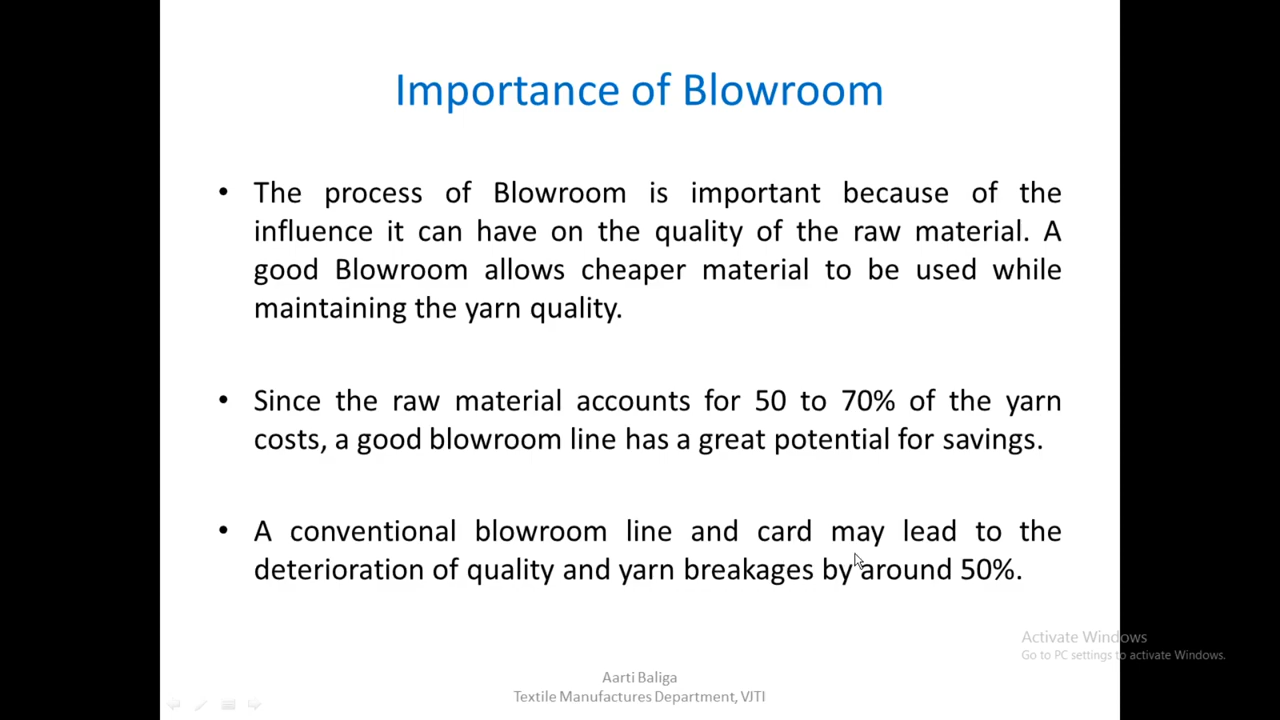 Importance of Blowroom
• The process of Blowroom is important because of the
influence it can have on the quality of the raw material. A
good Blowroom allows cheaper material to be used while
maintaining the yarn quality.
• Since the raw material accounts for 50 to 70% of the yarn
costs, a good blowroom line has a great potential for savings.
• A conventional blowroom line and card may lead to the
deterioration of quality and yarn breakages by around 50%.
Activate Windows
Go to PC settings to activate Windows.
Aarti Baliga
Textile Manufactures Department, VJTI